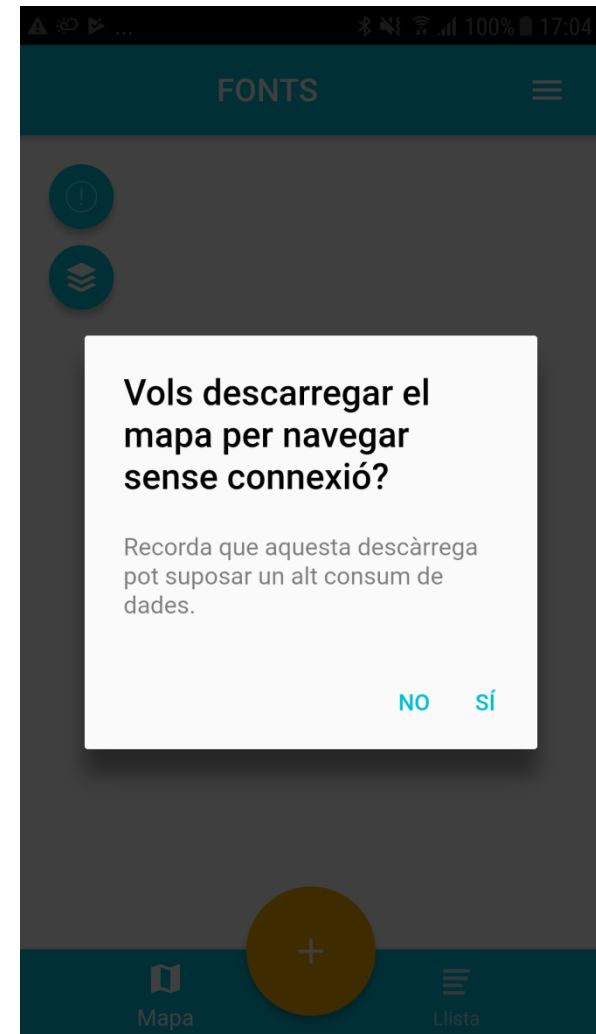 ... 100% 17:04
FONTS
Vols descarregar el
mapa per navegar
sense connexió?
Recorda que aquesta descàrrega
pot suposar un alt consum de
dades.
NO SÍ
+
Mapa Llista